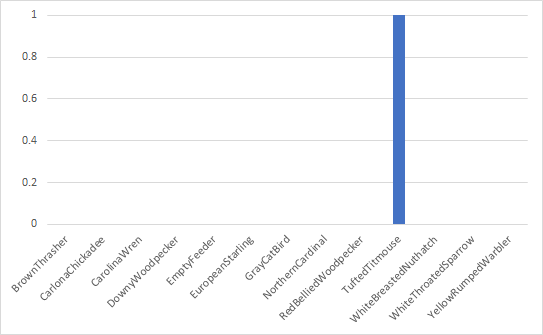 1
0.8
0.6
0.4
0.2
0
BrownThrasher
CarlonaChickadee
CarolinaWren
DownyWoodpecker
EmptyFeeder
EuropeanStarling
GrayCatBird
NorthernCardinal
RedBelliedWoodpecker
TuftedTitmouse
WhiteBreastedNuthatch
WhiteThroatedSparrow
YellowRumpedWarbler